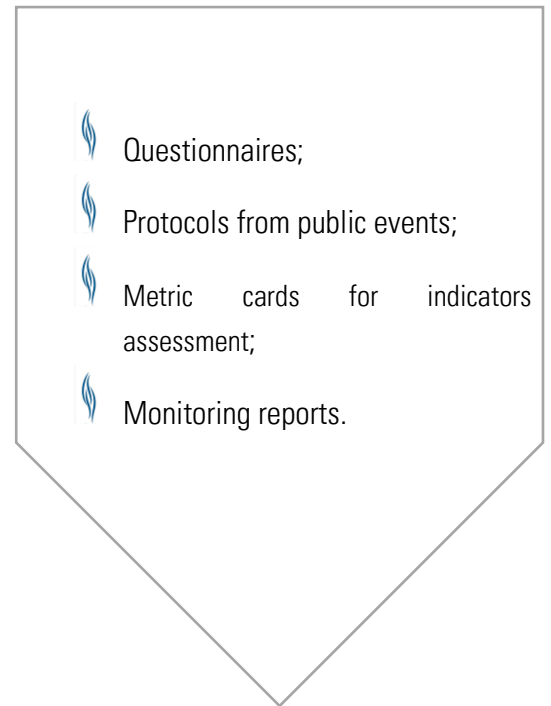 Questionnaires;
Protocols from public events;
Metric cards for indicators
assessment;
Monitoring reports.